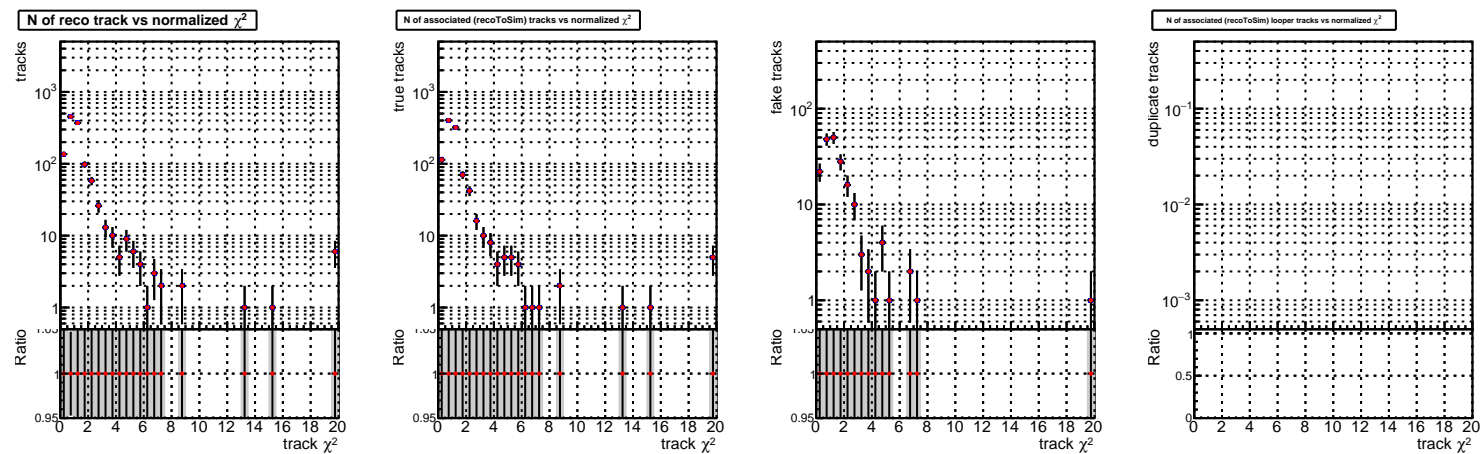 N of reco track vs normalized χ²
tracks
10³
10²
10
1
Ratio
1.05
1
0.95
0 2 4 6 8 10 12 14 16 18 20
track χ²
N of associated (recoToSim) tracks vs normalized χ²
true tracks
10³
10²
10
1
Ratio
1.05
1
0.95
0 2 4 6 8 10 12 14 16 18 20
track χ²
fake tracks
10²
10
1
Ratio
1.05
1
0.95
0 2 4 6 8 10 12 14 16 18 20
track χ²
N of associated (recoToSim) looper tracks vs normalized χ²
duplicate tracks
10⁻¹
10⁻²
10⁻³
Ratio
1
0.5
0
0 2 4 6 8 10 12 14 16 18 20
track χ²